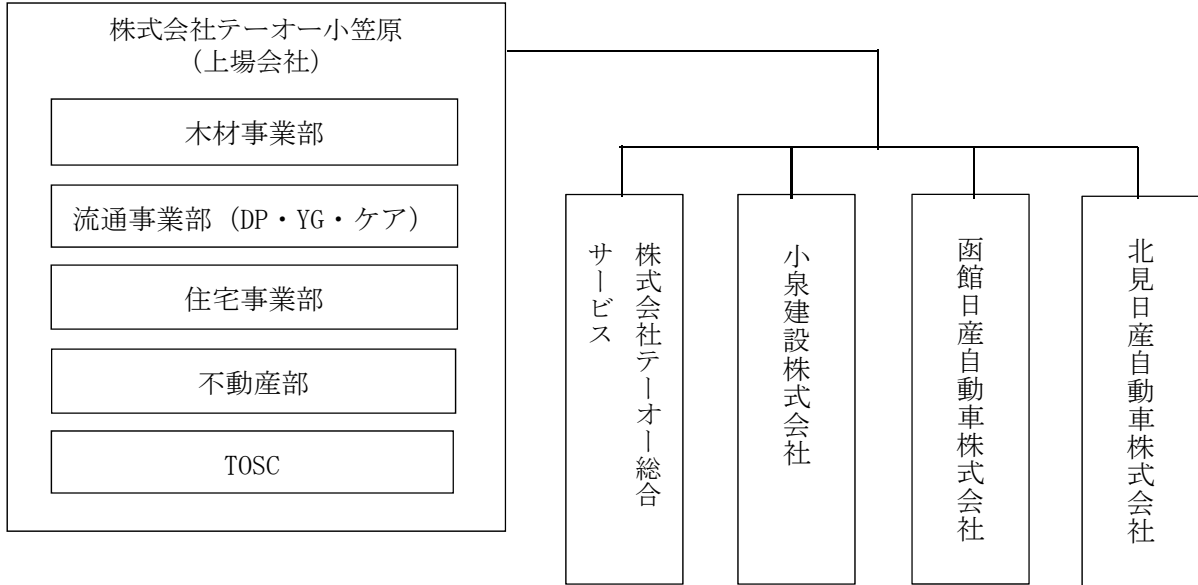 株式会社テーオー小笠原
（上場会社）
木材事業部
流通事業部（DP・YG・ケア）
住宅事業部
不動産部
TOSC
株式会社テーオー総合
サービス
小泉建設株式会社
函館日産自動車株式会社
北見日産自動車株式会社